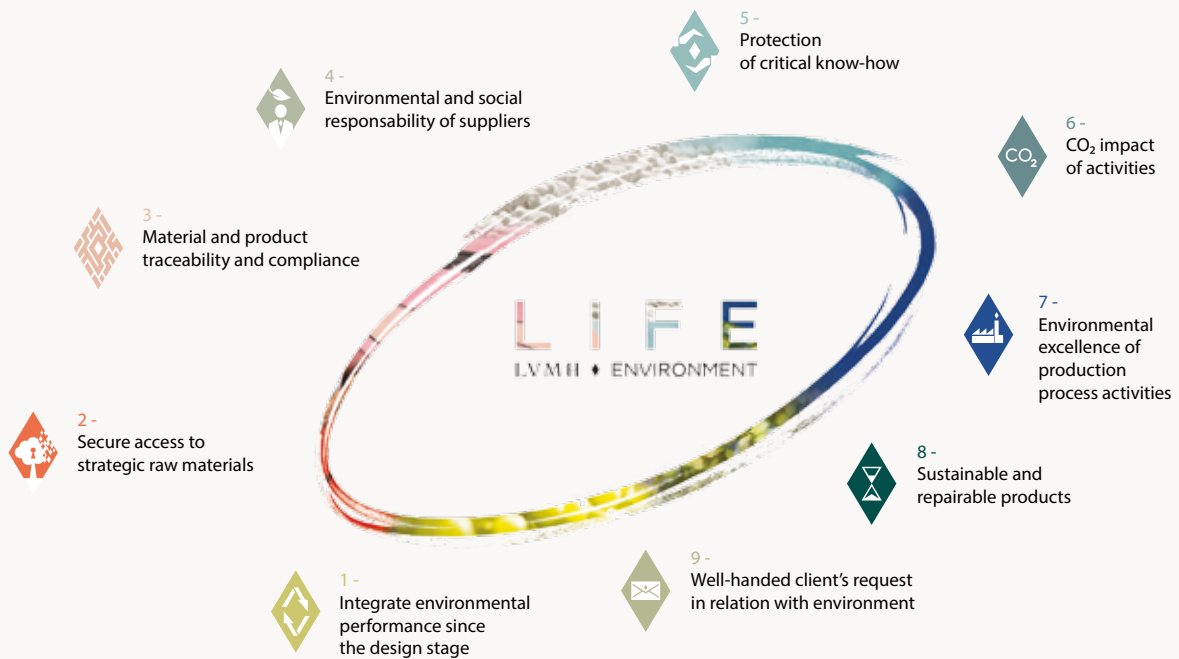 5 -
Protection
of critical know-how
4 -
Environmental and social
responsability of suppliers
6 -
CO₂ impact
of activities
CO₂
3 -
Material and product
traceability and compliance
LiFE
LVMH ♦ ENVIRONMENT
7 -
Environmental
excellence of
production
process activities
2 -
Secure access to
strategic raw materials
8 -
Sustainable and
repairable products
9 -
Well-handed client’s request
in relation with environment
1 -
Integrate environmental
performance since
the design stage